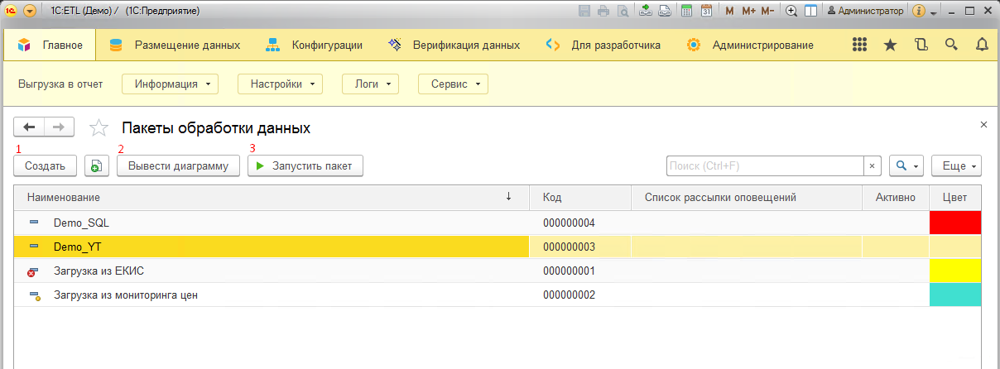 1С:ETL (Демо) / (1С:Предприятие) 31 M M+ M- Администратор
Главное Размещение данных Конфигурации Верификация данных Для разработчика Администрирование
Выгрузка в отчет Информация Настройки Логи Сервис
Пакеты обработки данных
1 2 3
Создать Вывести диаграмму Запустить пакет Поиск (Ctrl+F) Еще
Наименование Код Список рассылки оповещений Активно Цвет
Demo_SQL 000000004
Demo_YT 000000003
Загрузка из ЕКИС 000000001
Загрузка из мониторинга цен 000000002